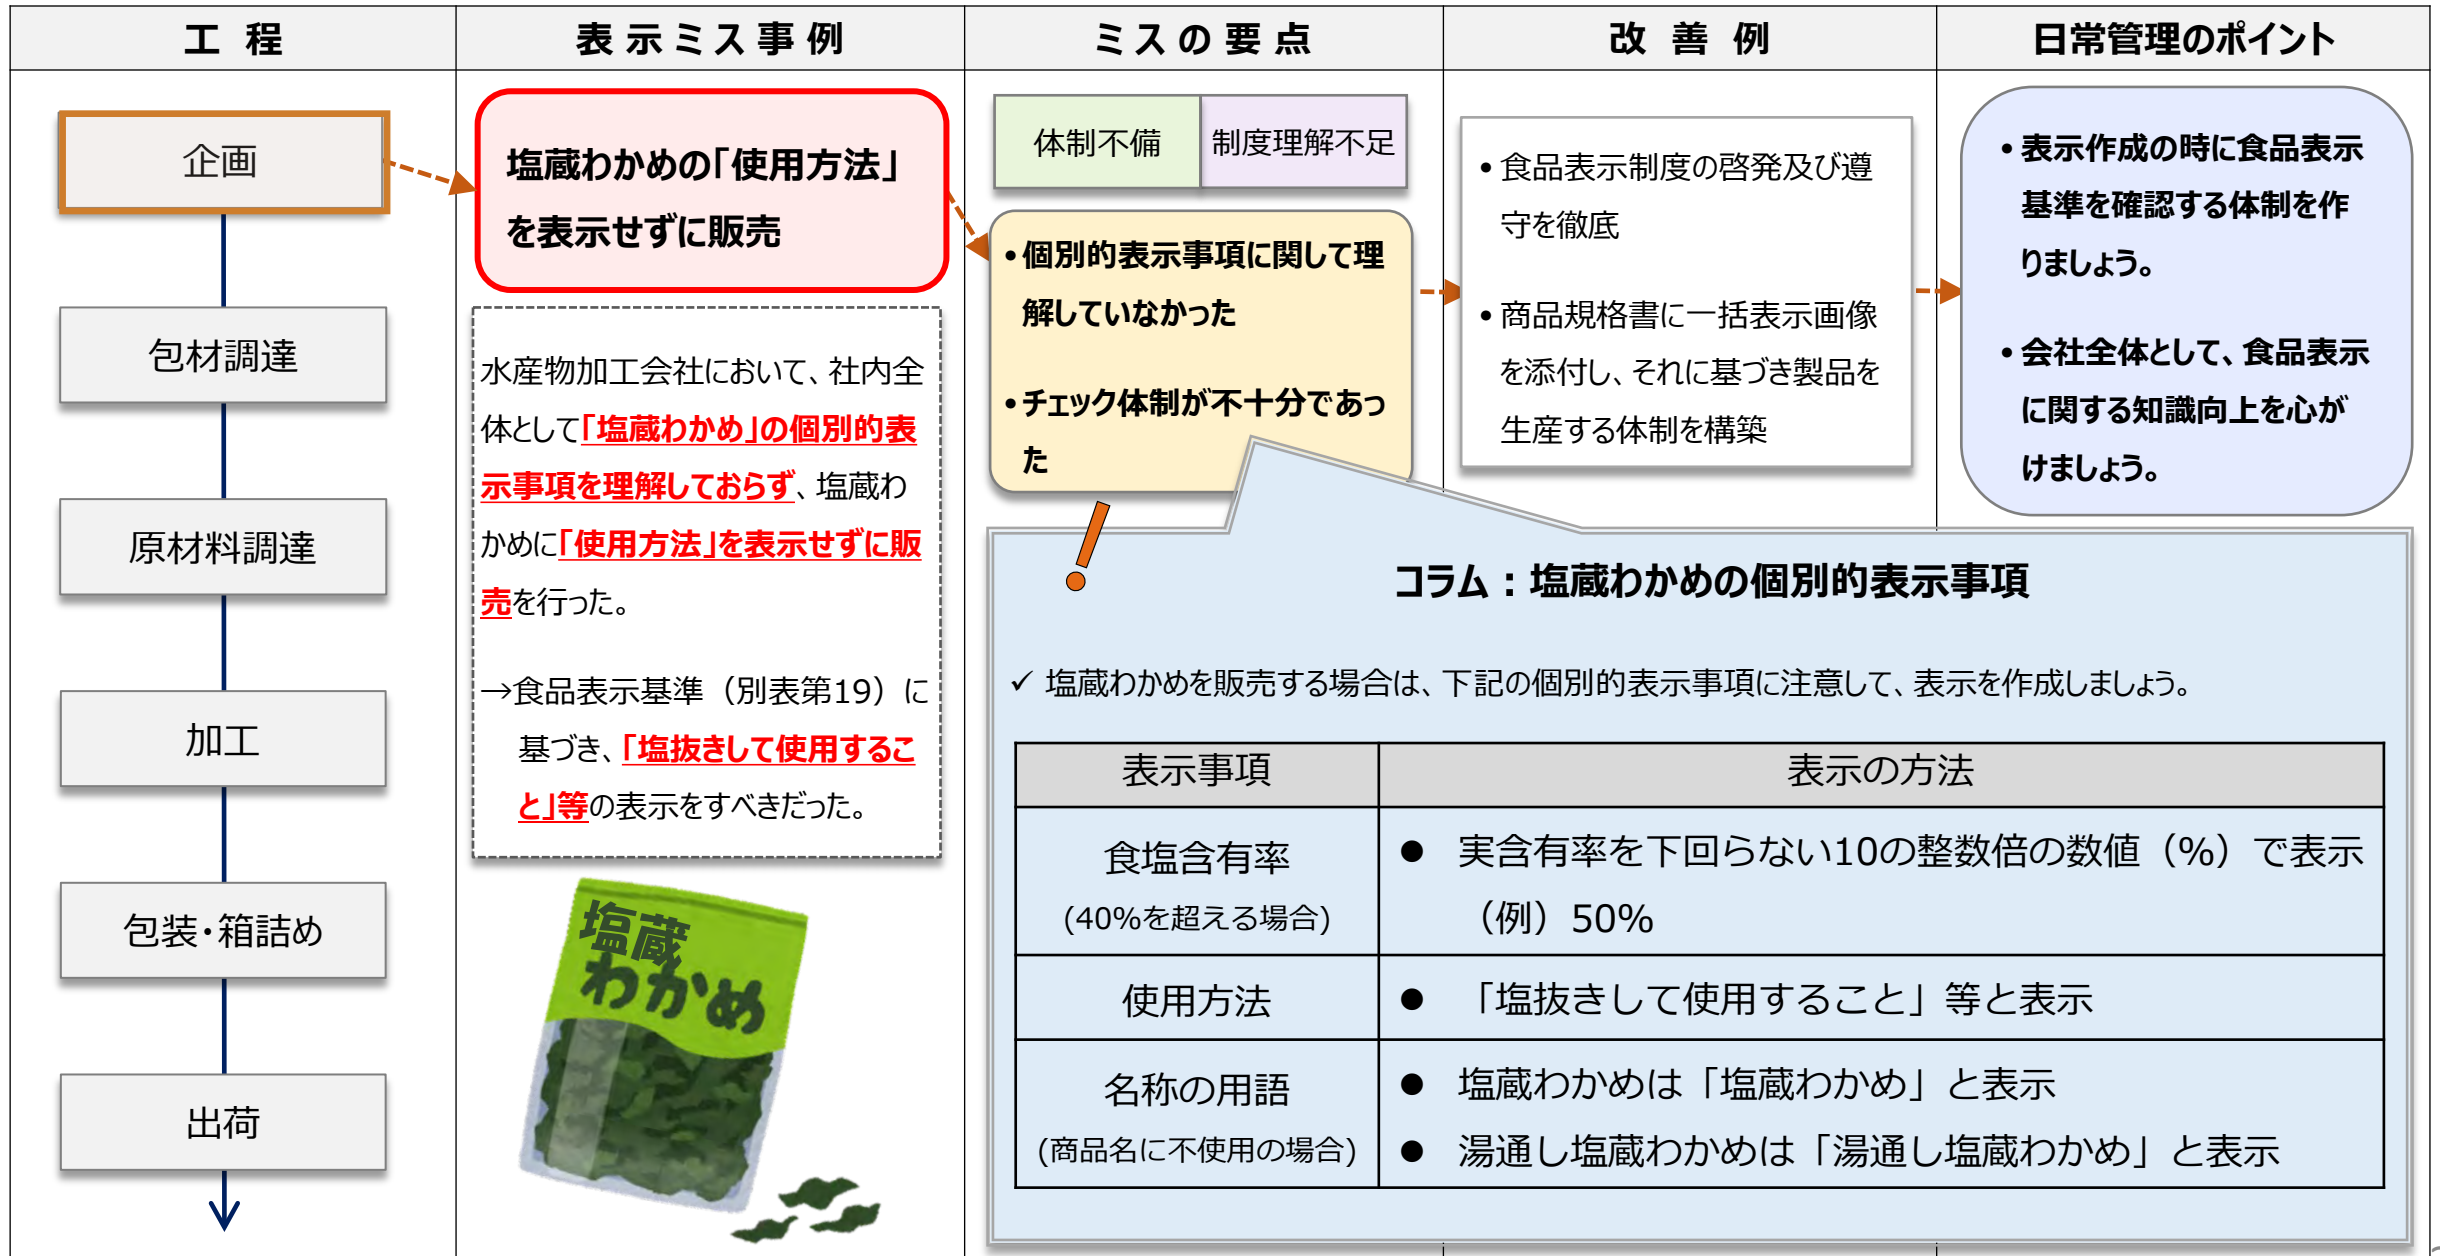 工 程
表示ミス事例
ミスの要点
改 善 例
日常管理のポイント
企画
包材調達
原材料調達
加工
包装・箱詰め
出荷
塩蔵わかめの「使用方法」
を表示せずに販売
水産物加工会社において、社内全
体として「塩蔵わかめ」の個別的表
示事項を理解しておらず、塩蔵わ
かめに「使用方法」を表示せずに販
売を行った。
→食品表示基準（別表第19）に
基づき、「塩抜きして使用するこ
と」等の表示をすべきだった。
塩蔵
わかめ
体制不備
制度理解不足
•個別的表示事項に関して理
解していなかった
•チェック体制が不十分であっ
た
•食品表示制度の啓発及び遵
守を徹底
•商品規格書に一括表示画像
を添付し、それに基づき製品を
生産する体制を構築
•表示作成の時に食品表示
基準を確認する体制を作
りましょう。
•会社全体として、食品表示
に関する知識向上を心が
けましょう。
コラム：塩蔵わかめの個別的表示事項
✓ 塩蔵わかめを販売する場合は、下記の個別的表示事項に注意して、表示を作成しましょう。
表示事項
表示の方法
食塩含有率
(40%を超える場合)
● 実含有率を下回らない10の整数倍の数値（%）で表示
（例）50%
使用方法
● 「塩抜きして使用すること」等と表示
名称の用語
(商品名に不使用の場合)
● 塩蔵わかめは「塩蔵わかめ」と表示
● 湯通し塩蔵わかめは「湯通し塩蔵わかめ」と表示